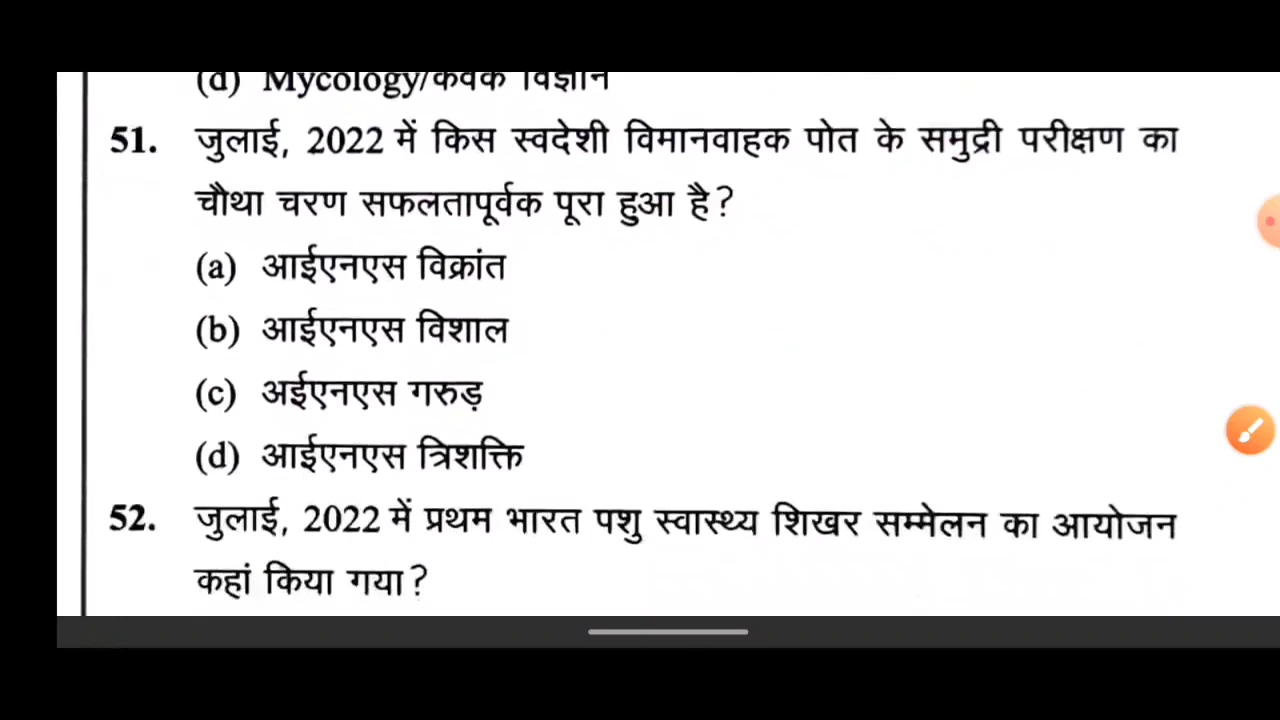 (d) Mycology/कवक विज्ञान
51. जुलाई, 2022 में किस स्वदेशी विमानवाहक पोत के समुद्री परीक्षण का
चौथा चरण सफलतापूर्वक पूरा हुआ है?
(a) आईएनएस विक्रांत
(b) आईएनएस विशाल
(c) अईएनएस गरुड़
(d) आईएनएस त्रिशक्ति
52. जुलाई, 2022 में प्रथम भारत पशु स्वास्थ्य शिखर सम्मेलन का आयोजन
कहां किया गया?